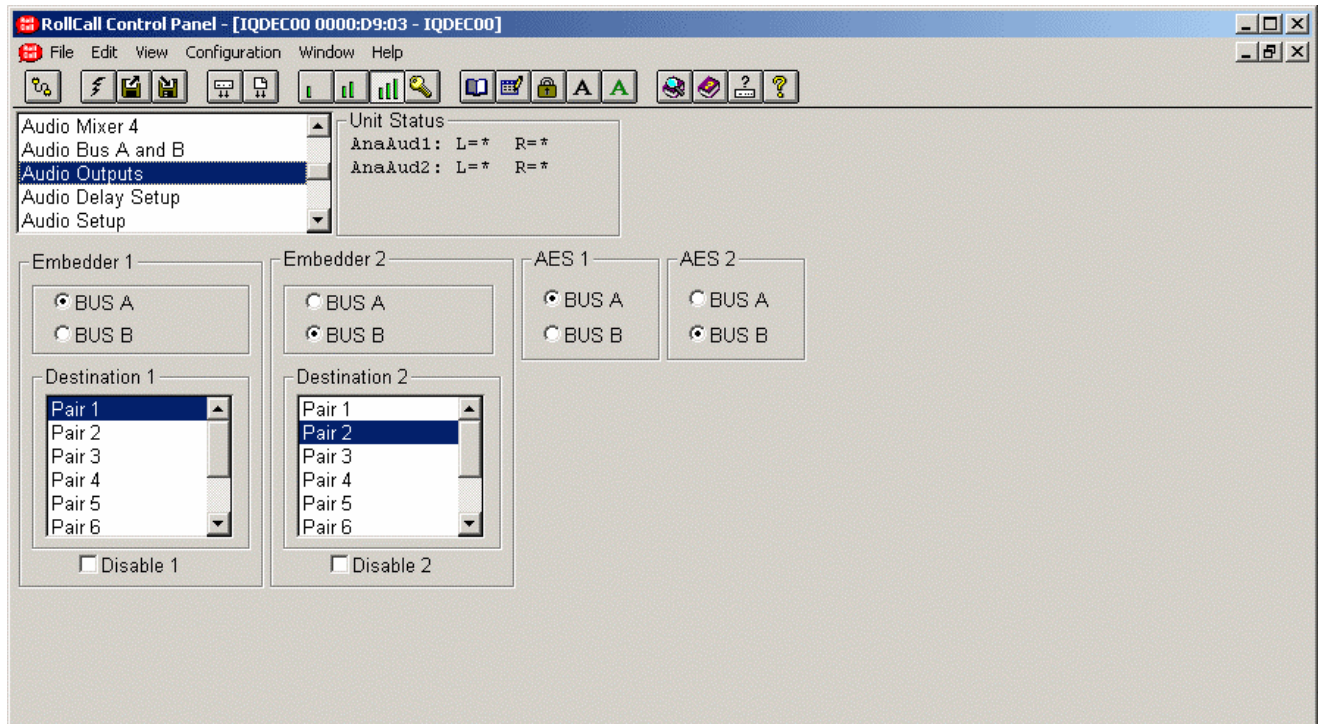 RollCall Control Panel - [IQDEC00 0000:D9:03 - IQDEC00]
File Edit View Configuration Window Help
Audio Mixer 4
Audio Bus A and B
Audio Outputs
Audio Delay Setup
Audio Setup
Unit Status
AnaAud1: L=* R=*
AnaAud2: L=* R=*
Embedder 1
BUS A
BUS B
Destination 1
Pair 1
Pair 2
Pair 3
Pair 4
Pair 5
Pair 6
Disable 1
Embedder 2
BUS A
BUS B
Destination 2
Pair 1
Pair 2
Pair 3
Pair 4
Pair 5
Pair 6
Disable 2
AES 1
BUS A
BUS B
AES 2
BUS A
BUS B